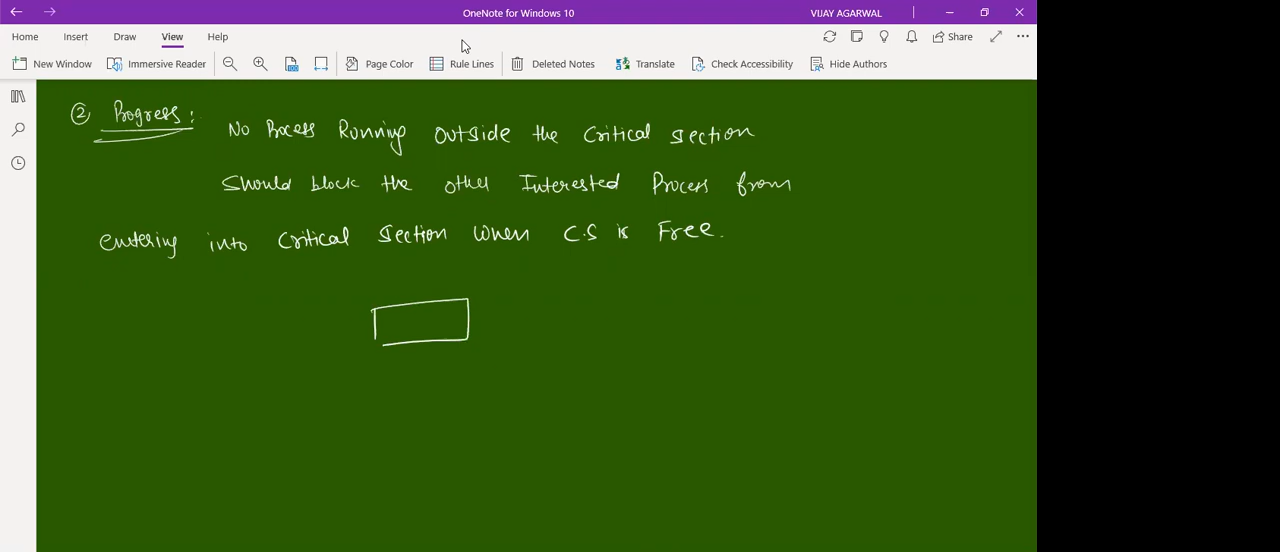 OneNote for Windows 10
VIJAY AGARWAL
Home Insert Draw View Help
Share
New Window Immersive Reader Page Color Rule Lines Deleted Notes Translate Check Accessibility Hide Authors
② Progress:
No Process Running Outside the Critical Section
Should block the other Interested Process from
entering into Critical Section When C.S is Free.